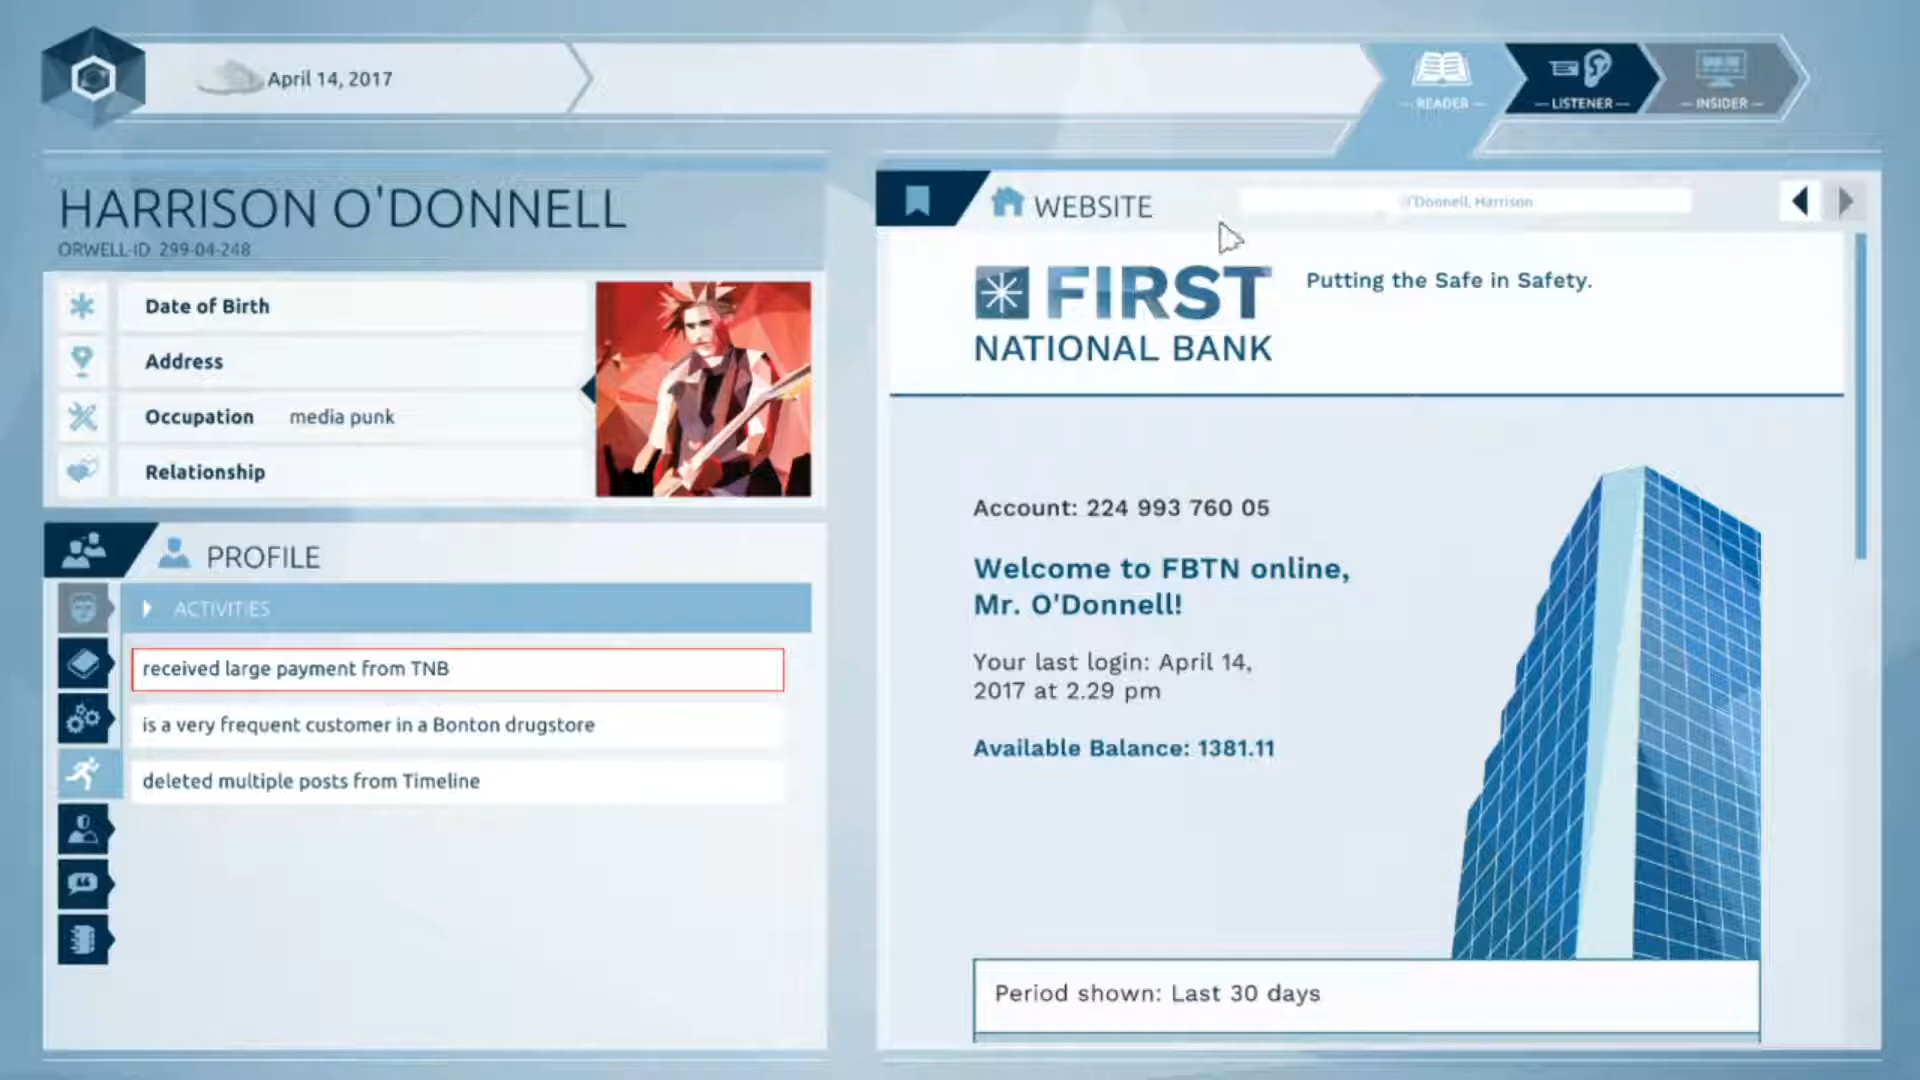 April 14, 2017
READER
LISTENER
INSIDER
HARRISON O'DONNELL
ORWELL-ID 299-04-248
Date of Birth
Address
Occupation media punk
Relationship
PROFILE
ACTIVITIES
received large payment from TNB
is a very frequent customer in a Bonton drugstore
deleted multiple posts from Timeline
WEBSITE
O'Donnell, Harrison
FIRST
NATIONAL BANK
Putting the Safe in Safety.
Account: 224 993 760 05
Welcome to FBTN online,
Mr. O'Donnell!
Your last login: April 14,
2017 at 2.29 pm
Available Balance: 1381.11
Period shown: Last 30 days